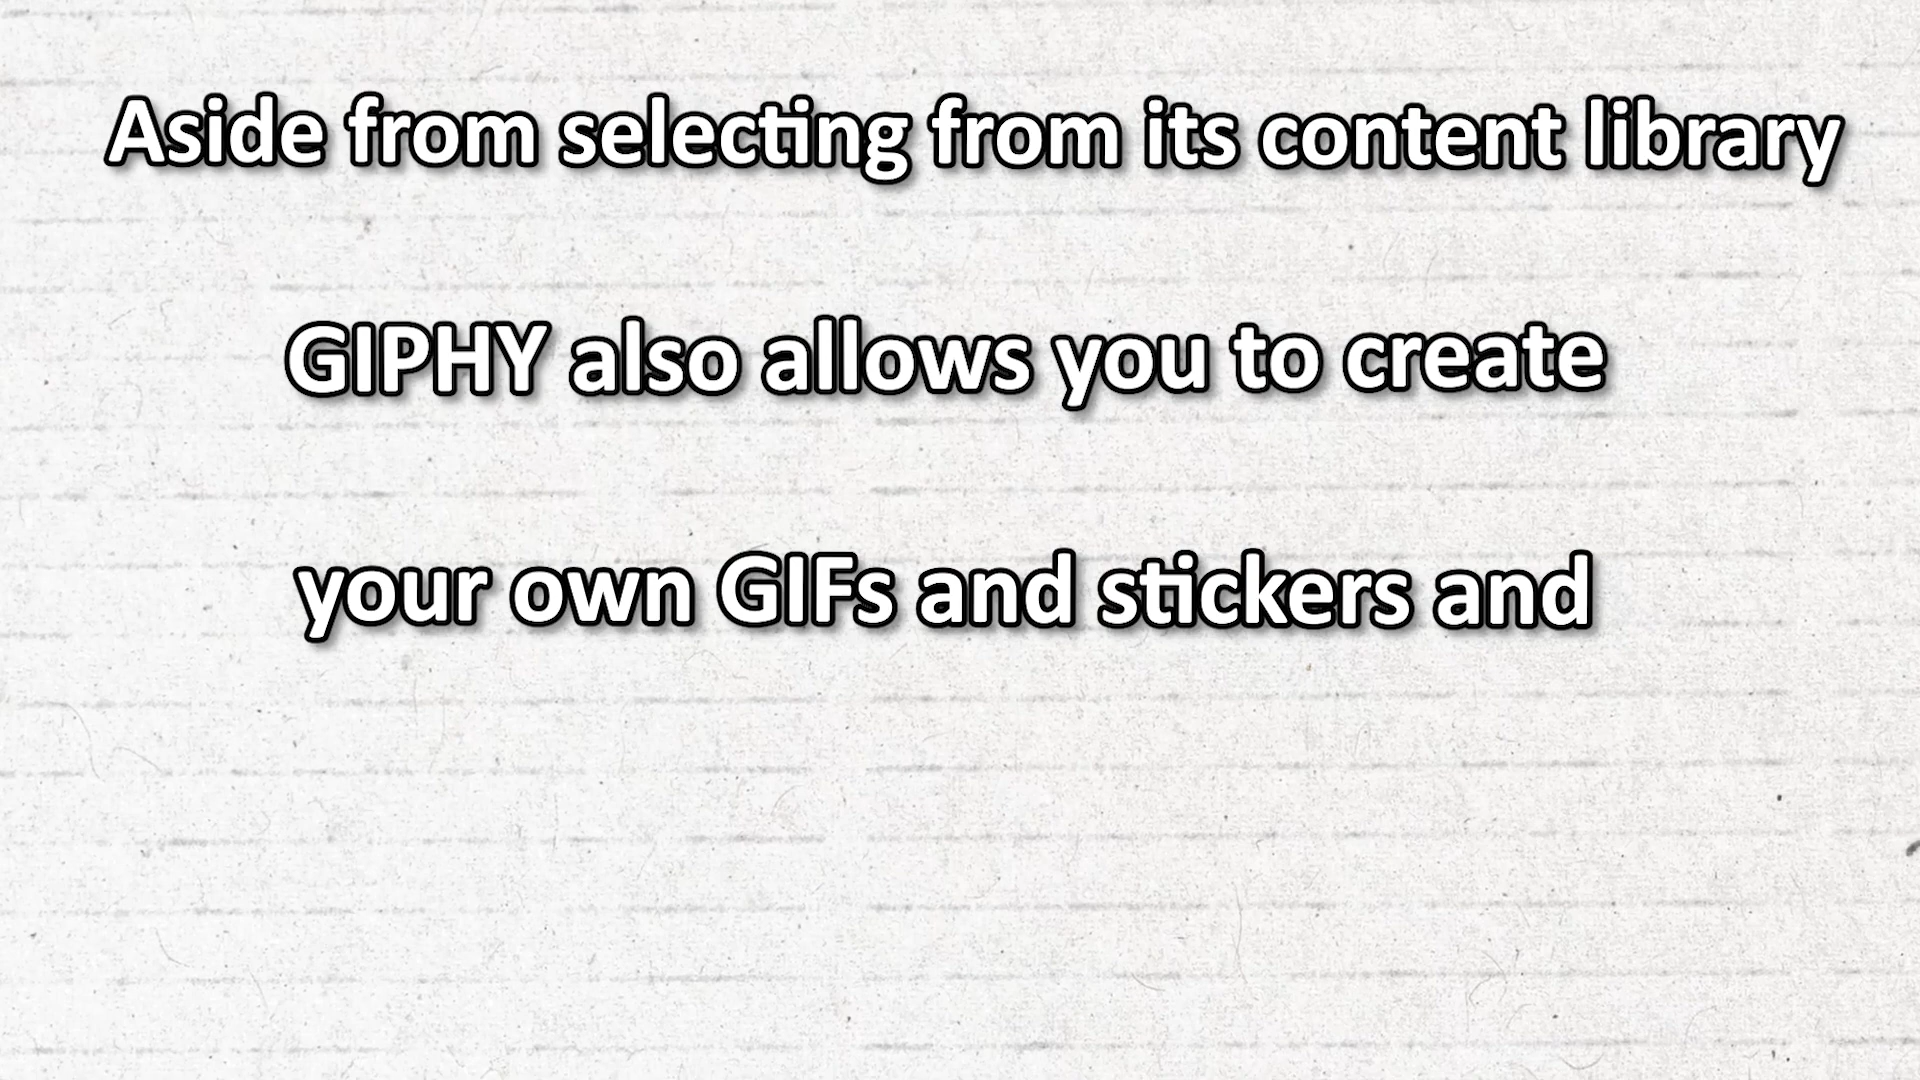 Aside from selecting from its content library
GIPHY also allows you to create
your own GIFs and stickers and